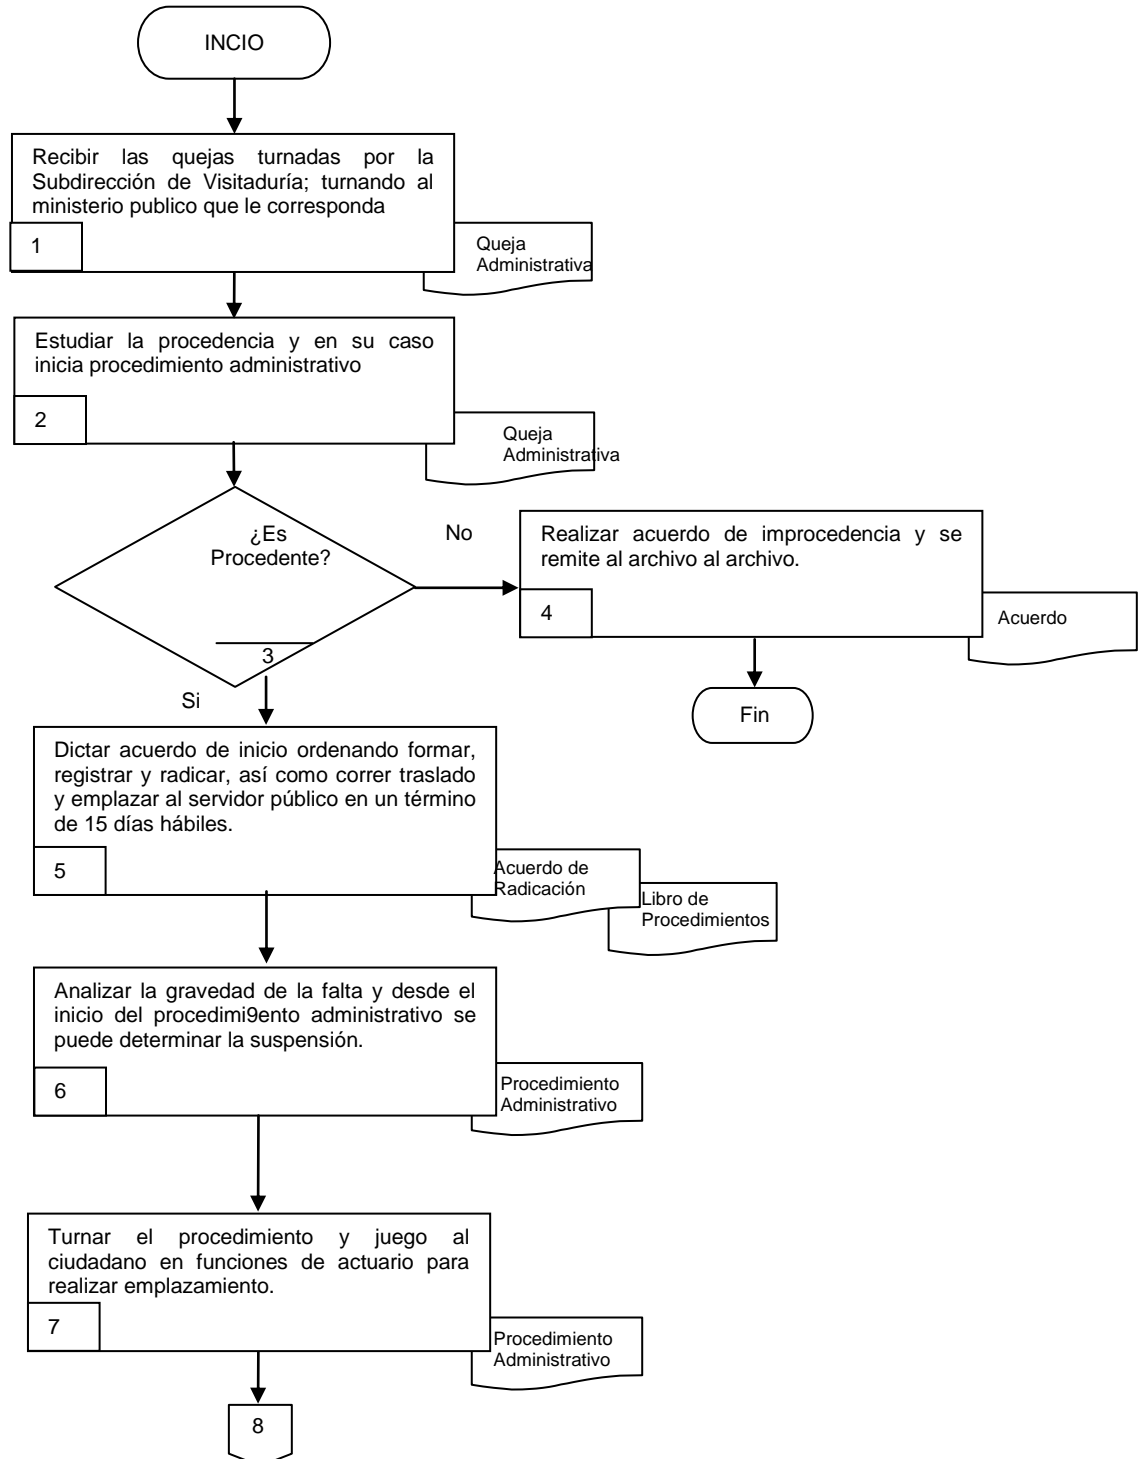 INCIO
Recibir las quejas turnadas por la
Subdirección de Visitaduría; turnando al
ministerio publico que le corresponda
1
Queja
Administrativa
Estudiar la procedencia y en su caso
inicia procedimiento administrativo
2
Queja
Administrativa
¿Es
Procedente?
3
No
Realizar acuerdo de improcedencia y se
remite al archivo al archivo.
4
Acuerdo
Fin
Si
Dictar acuerdo de inicio ordenando formar,
registrar y radicar, así como correr traslado
y emplazar al servidor público en un término
de 15 días hábiles.
5
Acuerdo de
Radicación
Libro de
Procedimientos
Analizar la gravedad de la falta y desde el
inicio del procedimi9ento administrativo se
puede determinar la suspensión.
6
Procedimiento
Administrativo
Turnar el procedimiento y juego al
ciudadano en funciones de actuario para
realizar emplazamiento.
7
Procedimiento
Administrativo
8